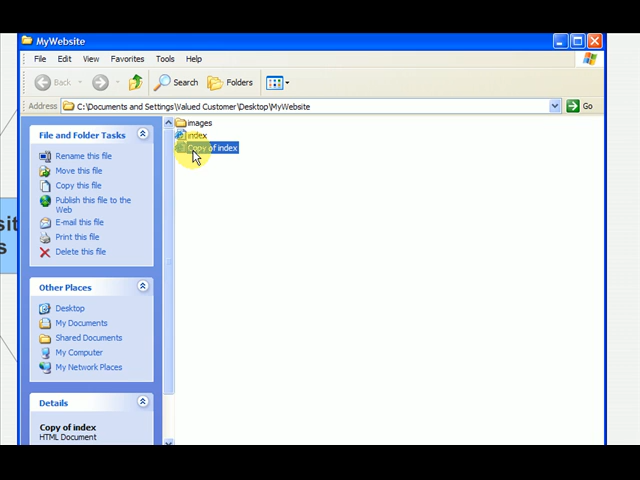 MyWebsite
File Edit View Favorites Tools Help
Back Search Folders
Address C:\Documents and Settings\Valued Customer\Desktop\MyWebsite Go
File and Folder Tasks
Rename this file
Move this file
Copy this file
Publish this file to the
Web
E-mail this file
Print this file
Delete this file
Other Places
Desktop
My Documents
Shared Documents
My Computer
My Network Places
Details
Copy of index
HTML Document
images
index
Copy of index